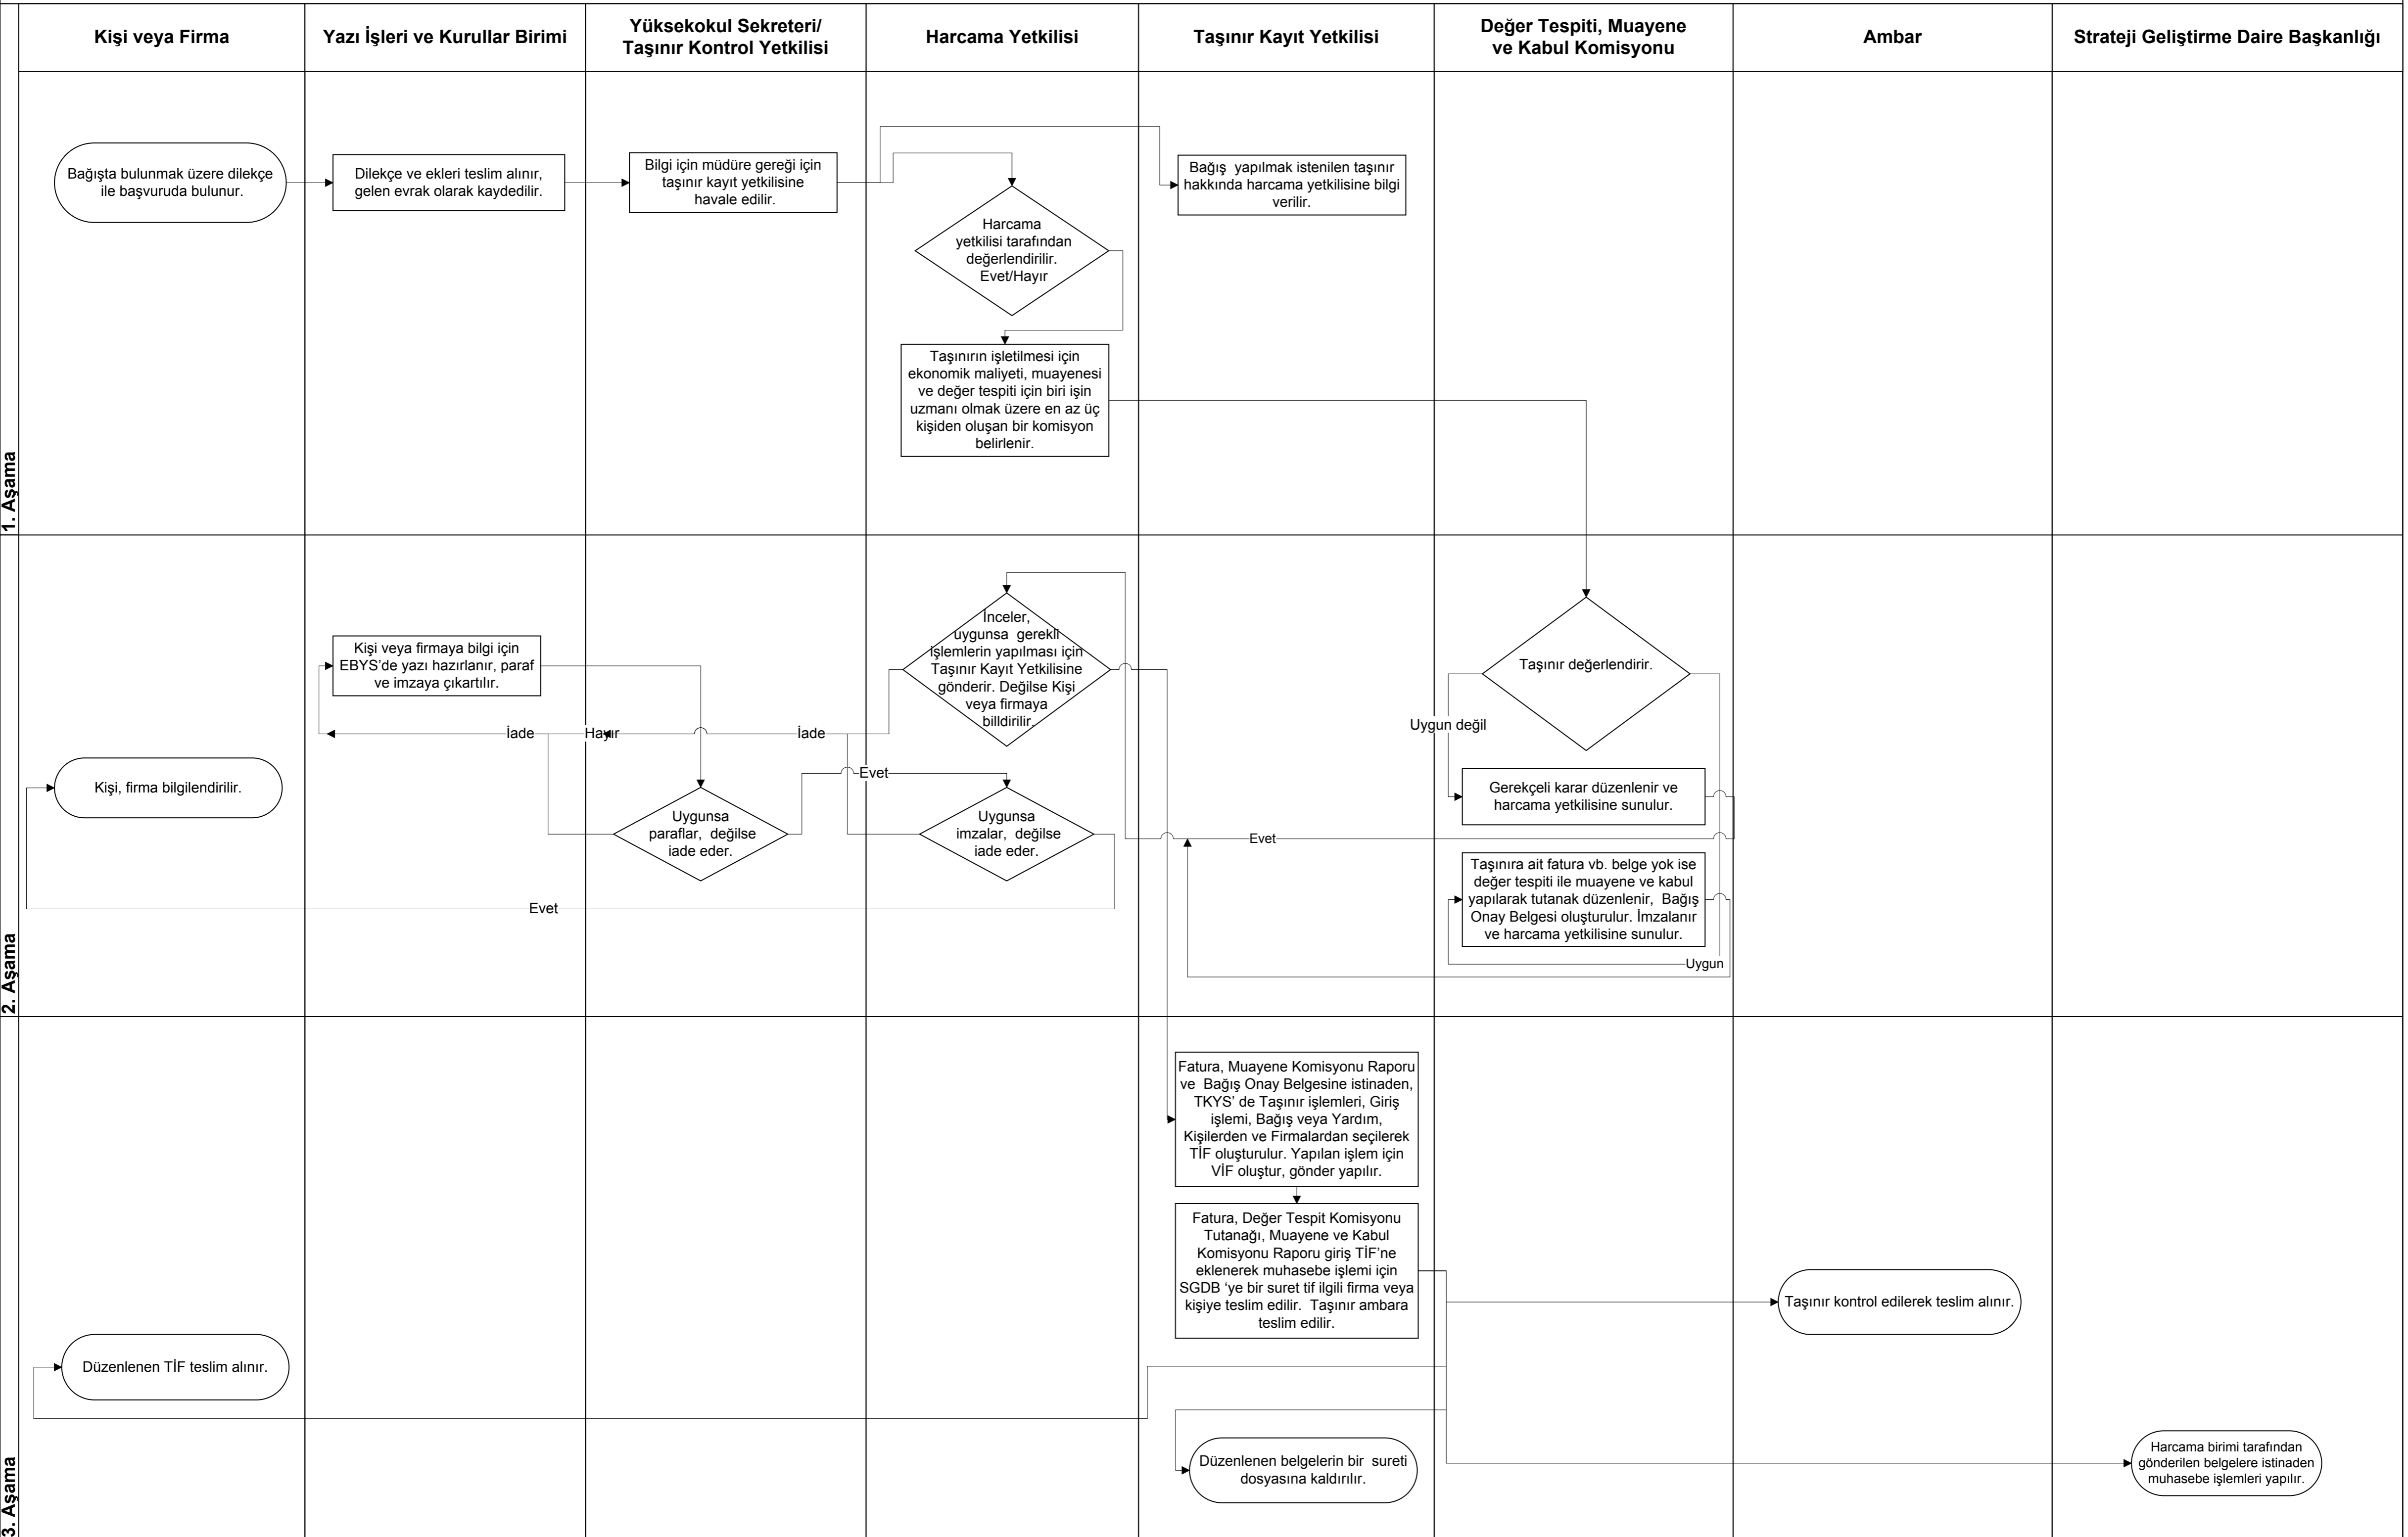 Kişi veya Firma
Yazı İşleri ve Kurullar Birimi
Yüksekokul Sekreteri/
Taşınır Kontrol Yetkilisi
Harcama Yetkilisi
Taşınır Kayıt Yetkilisi
Değer Tespiti, Muayene
ve Kabul Komisyonu
Ambar
Strateji Geliştirme Daire Başkanlığı
1. Aşama
Bağışta bulunmak üzere dilekçe
ile başvuruda bulunur.
Dilekçe ve ekleri teslim alınır,
gelen evrak olarak kaydedilir.
Bilgi için müdüre gereği için
taşınır kayıt yetkilisine
havale edilir.
Harcama
yetkilisi tarafından
değerlendirilir.
Evet/Hayır
Bağış yapılmak istenilen taşınır
hakkında harcama yetkilisine bilgi
verilir.
Taşınırın işletilmesi için
ekonomik maliyeti, muayenesi
ve değer tespiti için biri işin
uzmanı olmak üzere en az üç
kişiden oluşan bir komisyon
belirlenir.
2. Aşama
Kişi veya firmaya bilgi için
EBYS’de yazı hazırlanır, paraf
ve imzaya çıkartılır.
İnceler,
uygunsa gerekli
işlemlerin yapılması için
Taşınır Kayıt Yetkilisine
gönderir. Değilse Kişi
veya firmaya
billdirilir.
Taşınır değerlendirir.
Uygun değil
İade
Hayır
İade
Evet
Kişi, firma bilgilendirilir.
Uygunsa
paraflar, değilse
iade eder.
Uygunsa
imzalar, değilse
iade eder.
Gerekçeli karar düzenlenir ve
harcama yetkilisine sunulur.
Evet
Taşınıra ait fatura vb. belge yok ise
değer tespiti ile muayene ve kabul
yapılarak tutanak düzenlenir, Bağış
Onay Belgesi oluşturulur. İmzalanır
ve harcama yetkilisine sunulur.
Evet
Uygun
3. Aşama
Fatura, Muayene Komisyonu Raporu
ve Bağış Onay Belgesine istinaden,
TKYS’ de Taşınır işlemleri, Giriş
işlemi, Bağış veya Yardım,
Kişilerden ve Firmalardan seçilerek
TİF oluşturulur. Yapılan işlem için
VİF oluştur, gönder yapılır.
Fatura, Değer Tespit Komisyonu
Tutanağı, Muayene ve Kabul
Komisyonu Raporu giriş TİF’ne
eklenerek muhasebe işlemi için
SGDB ‘ye bir suret tif ilgili firma veya
kişiye teslim edilir. Taşınır ambara
teslim edilir.
Taşınır kontrol edilerek teslim alınır.
Düzenlenen TİF teslim alınır.
Düzenlenen belgelerin bir sureti
dosyasına kaldırılır.
Harcama birimi tarafından
gönderilen belgelere istinaden
muhasebe işlemleri yapılır.